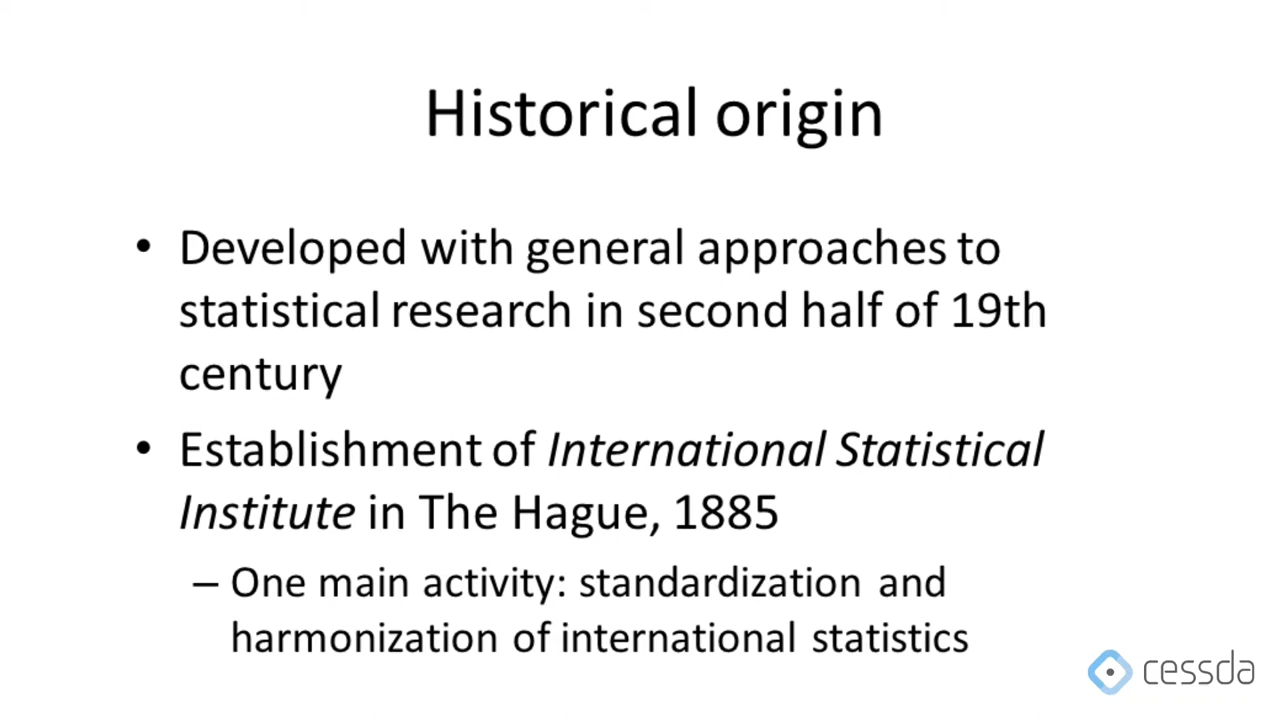 Historical origin
• Developed with general approaches to
statistical research in second half of 19th
century
• Establishment of International Statistical
Institute in The Hague, 1885
– One main activity: standardization and
harmonization of international statistics
cessda